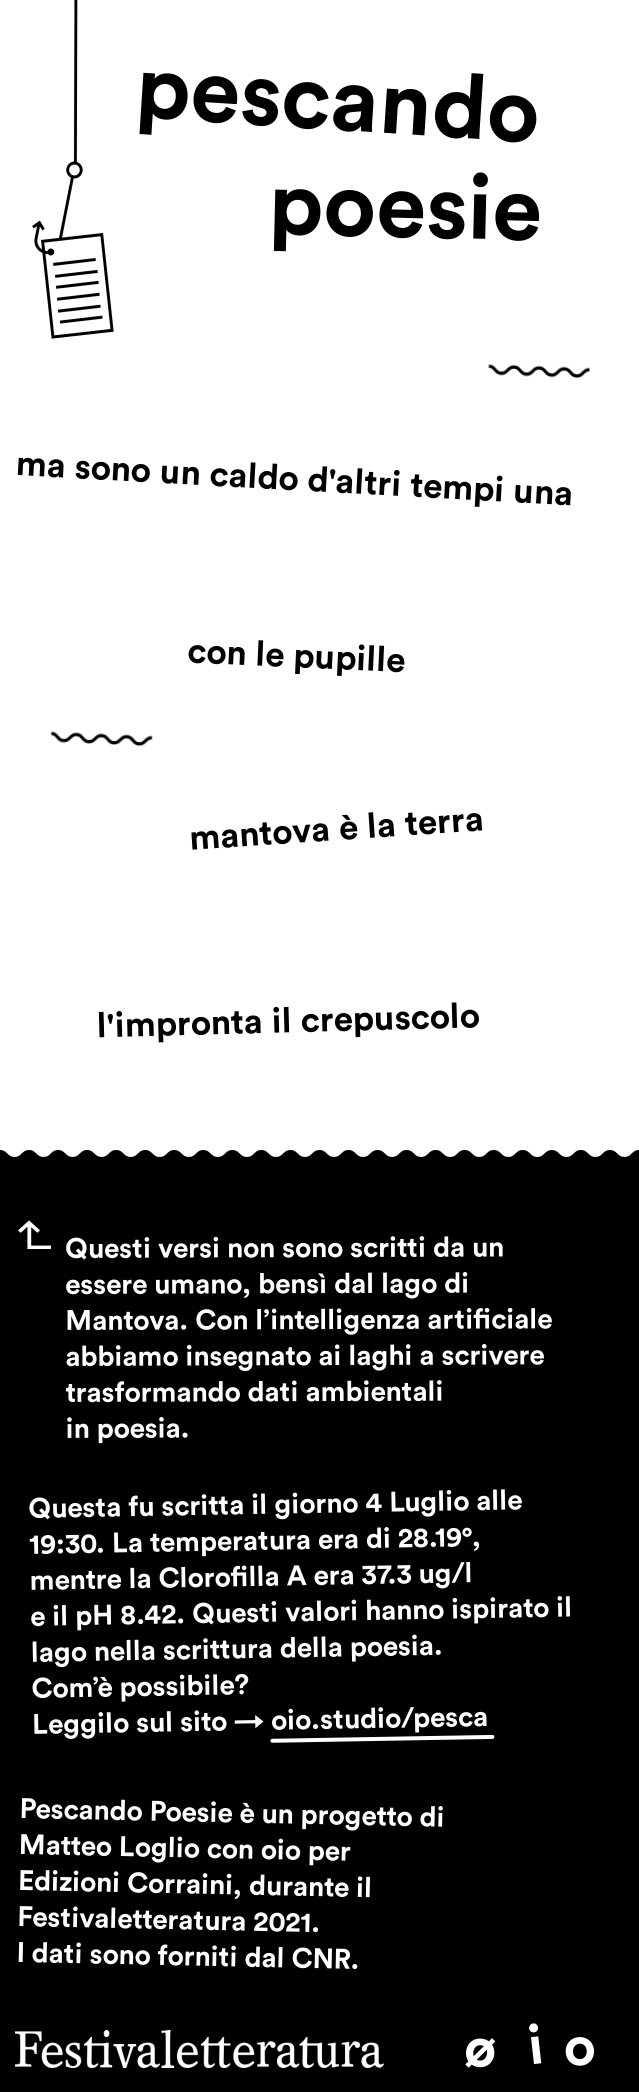 pescando
poesie
ma sono un caldo d'altri tempi una
con le pupille
mantova è la terra
l'impronta il crepuscolo
Questi versi non sono scritti da un
essere umano, bensì dal lago di
Mantova. Con l’intelligenza artificiale
abbiamo insegnato ai laghi a scrivere
trasformando dati ambientali
in poesia.
Questa fu scritta il giorno 4 Luglio alle
19:30. La temperatura era di 28.19°,
mentre la Clorofilla A era 37.3 ug/l
e il pH 8.42. Questi valori hanno ispirato il
lago nella scrittura della poesia.
Com’è possibile?
Leggilo sul sito → oio.studio/pesca
Pescando Poesie è un progetto di
Matteo Loglio con oio per
Edizioni Corraini, durante il
Festivaletteratura 2021.
I dati sono forniti dal CNR.
Festivaletteratura ø i o